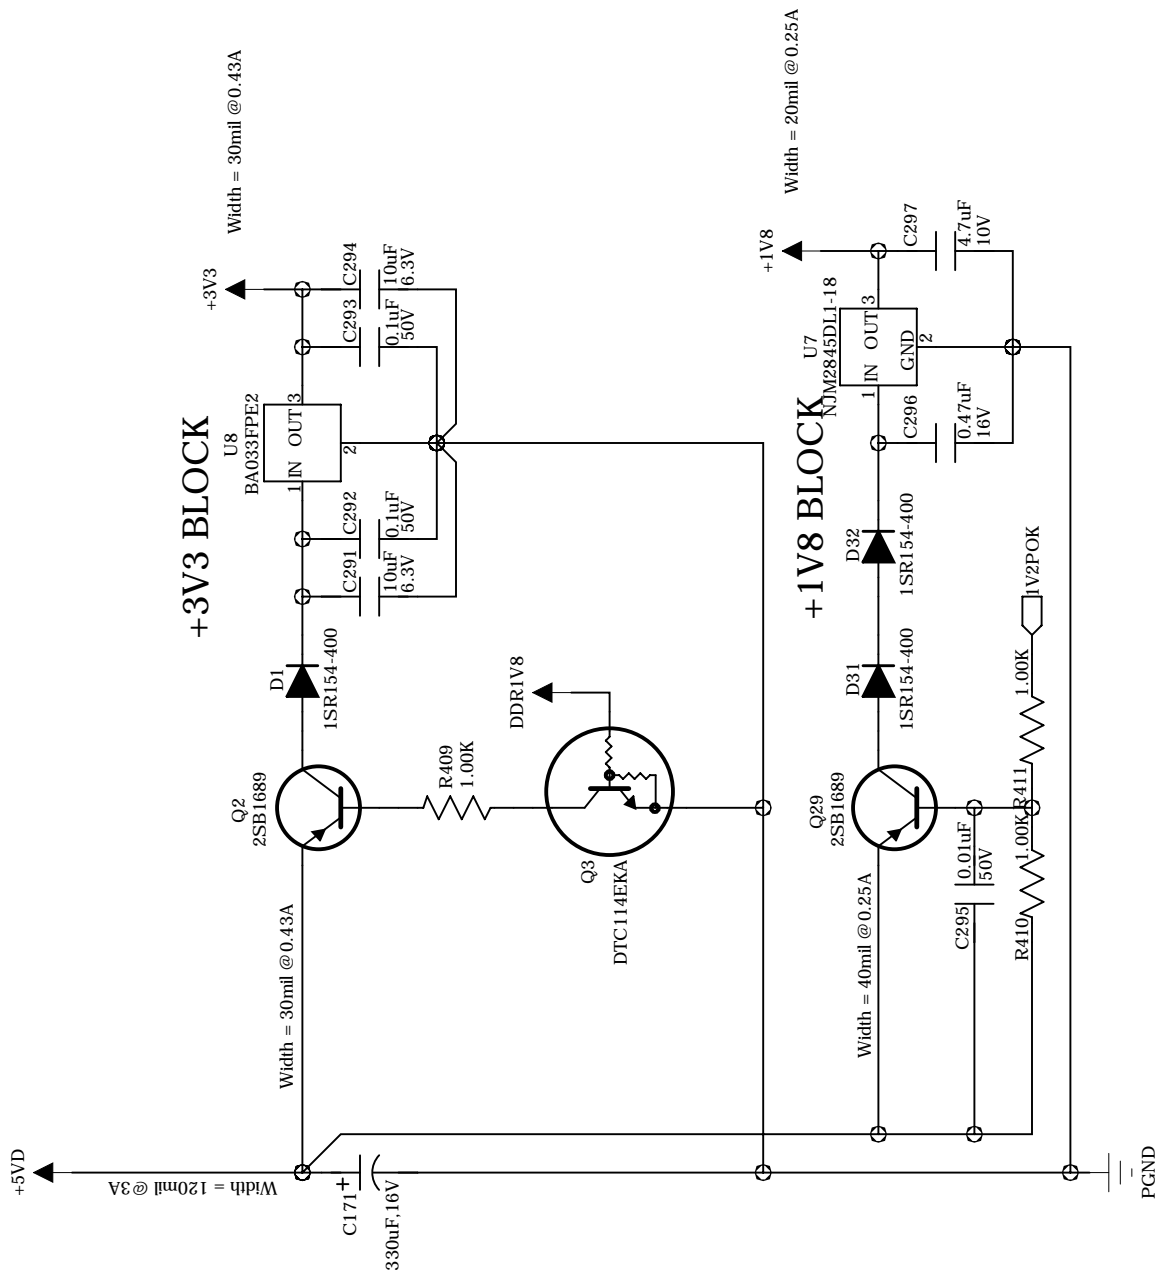 +5VD
Width = 120mil @3A
C171
+
330uF,16V
PGND
Width = 30mil @0.43A
Q2
2SB1689
R409
1.00K
Q3
DTC114EKA
DDR1V8
D1
1SR154-400
+3V3 BLOCK
C291
10uF
6.3V
C292
0.1uF
50V
U8
BA033FPE2
1
IN
OUT
3
2
C293
0.1uF
50V
C294
10uF
6.3V
+3V3
Width = 30mil @0.43A
Width = 40mil @0.25A
Q29
2SB1689
C295
0.01uF
50V
R410
1.00K
R411
1.00K
1V2POK
D31
1SR154-400
D32
1SR154-400
+1V8 BLOCK
C296
0.47uF
16V
U7
NJM2845DL1-18
1
IN
OUT
3
GND
2
C297
4.7uF
10V
+1V8
Width = 20mil @0.25A